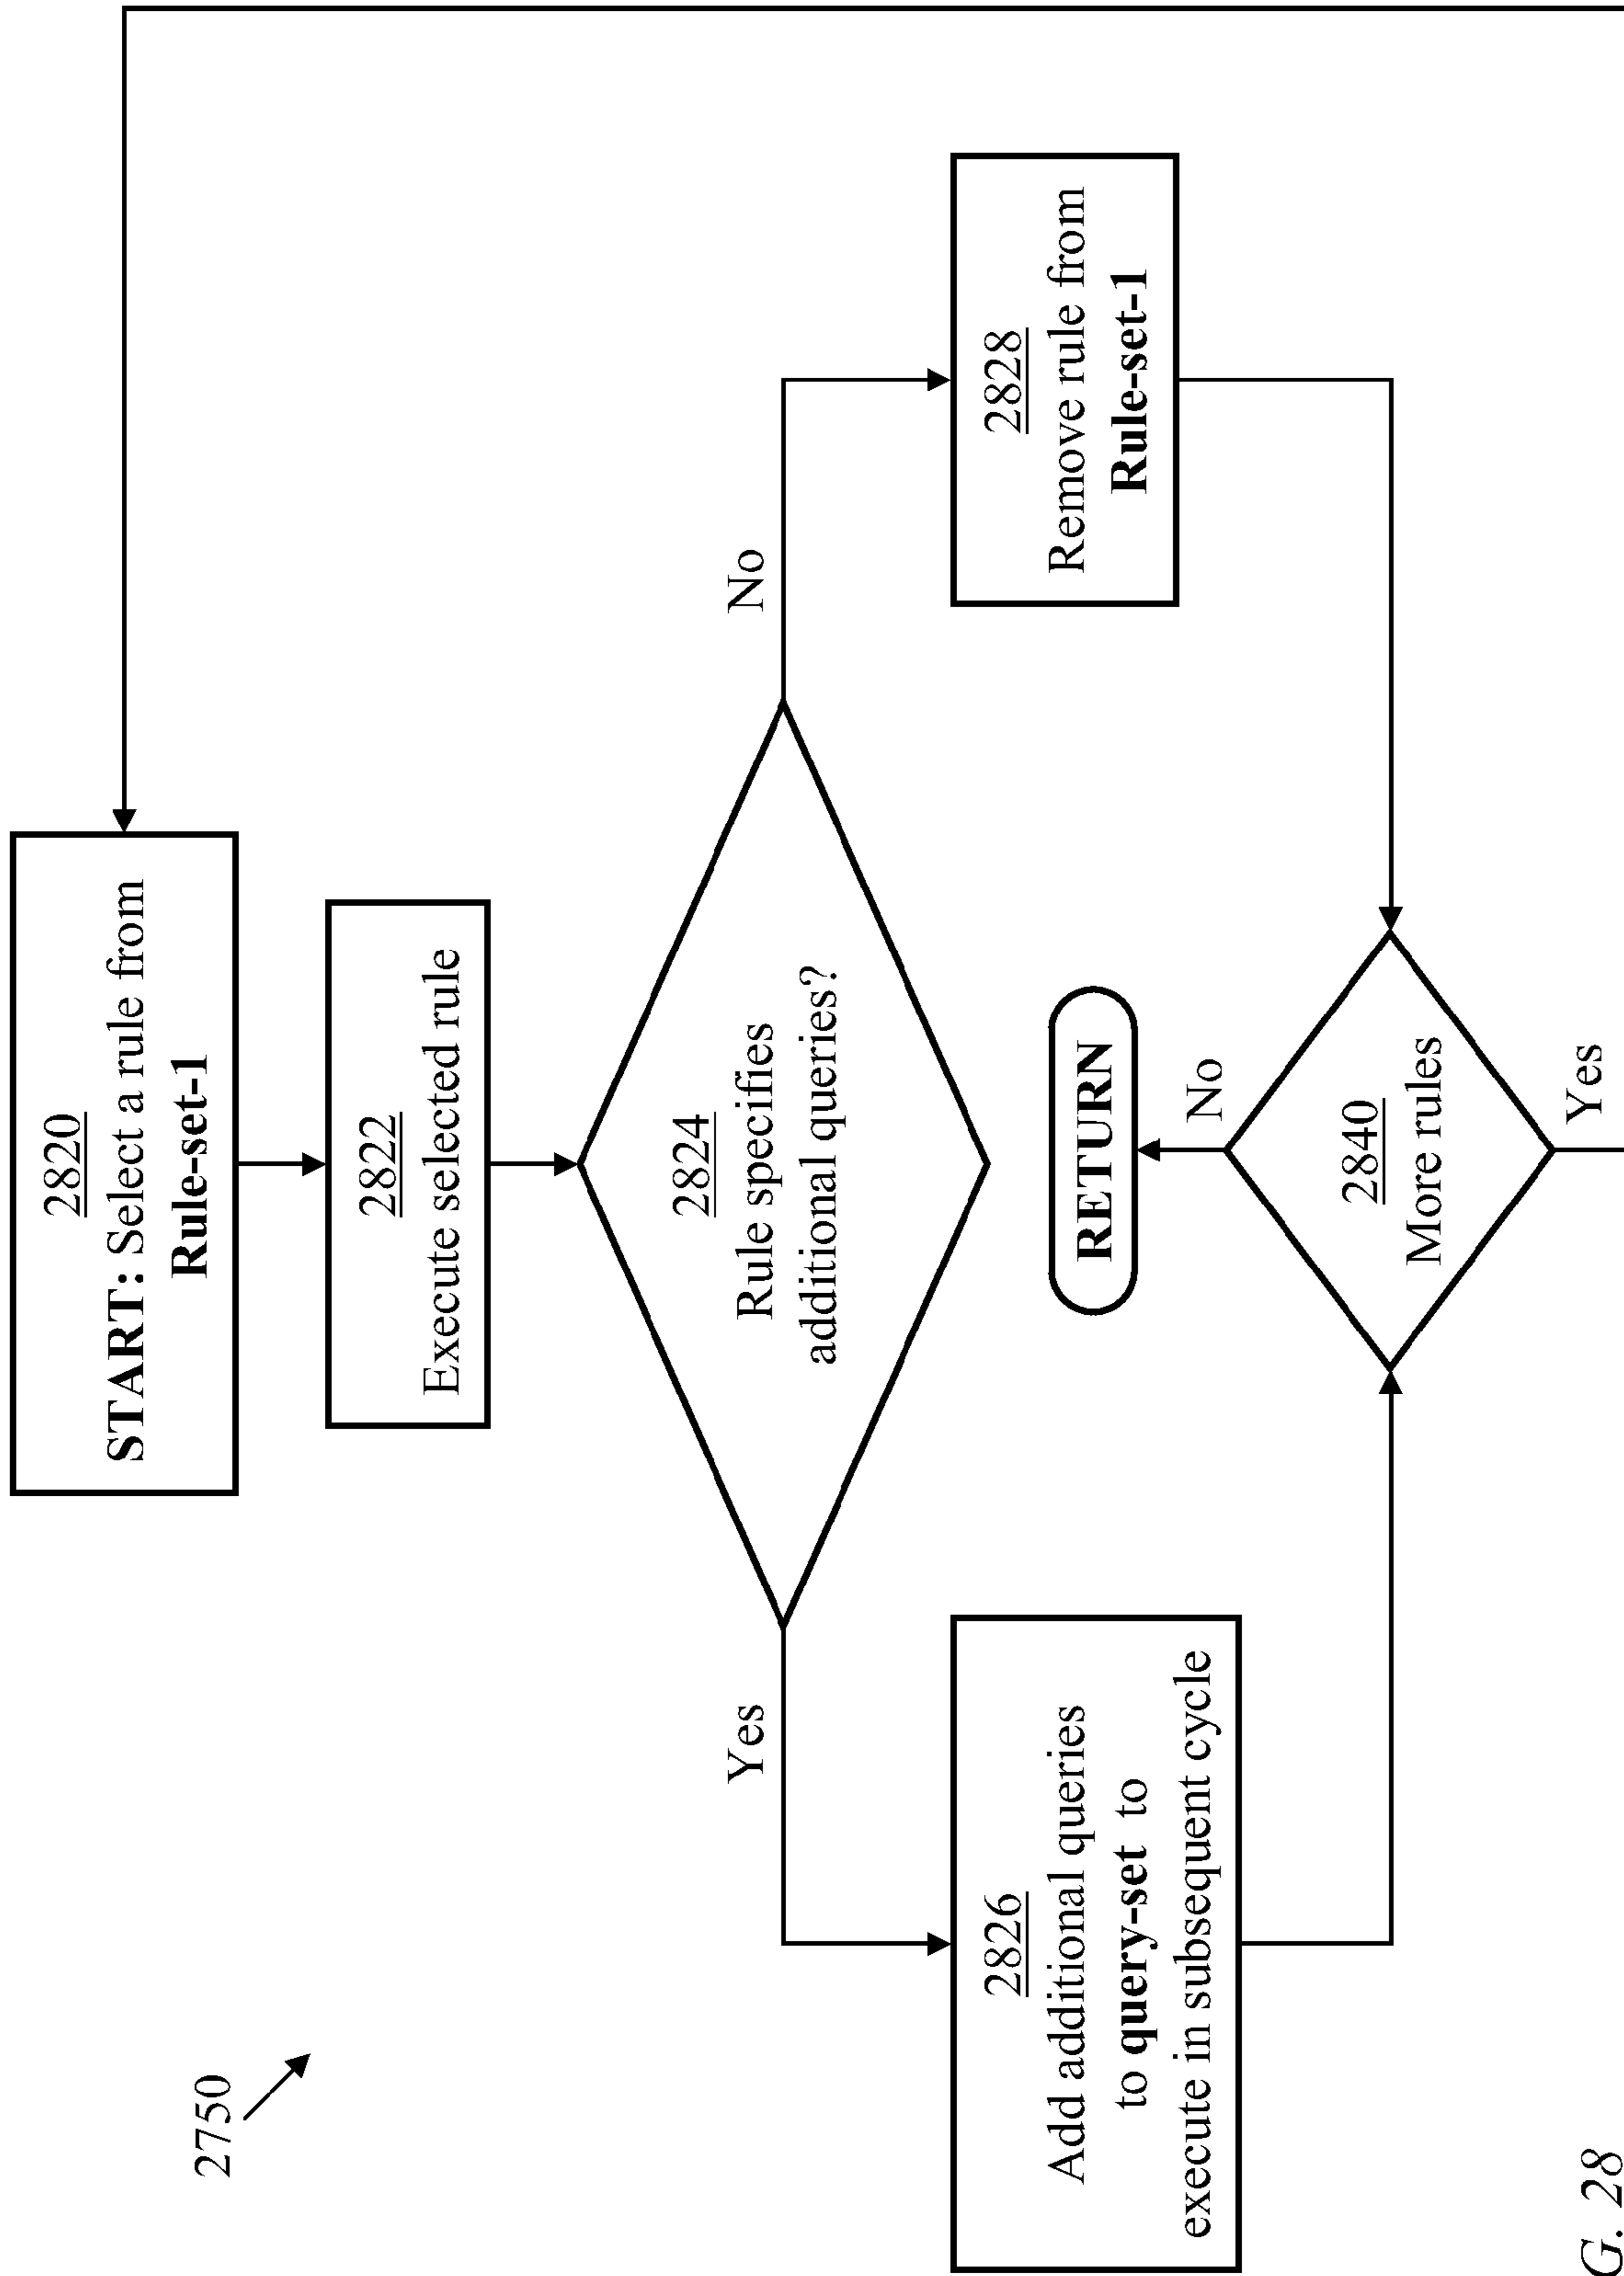 2750
2820
START: Select a rule from
Rule-set-1
2822
Execute selected rule
2824
Rule specifies
additional queries?
Yes
No
2826
Add additional queries
to query-set to
execute in subsequent cycle
2828
Remove rule from
Rule-set-1
RETURN
No
2840
More rules
Yes
G. 28